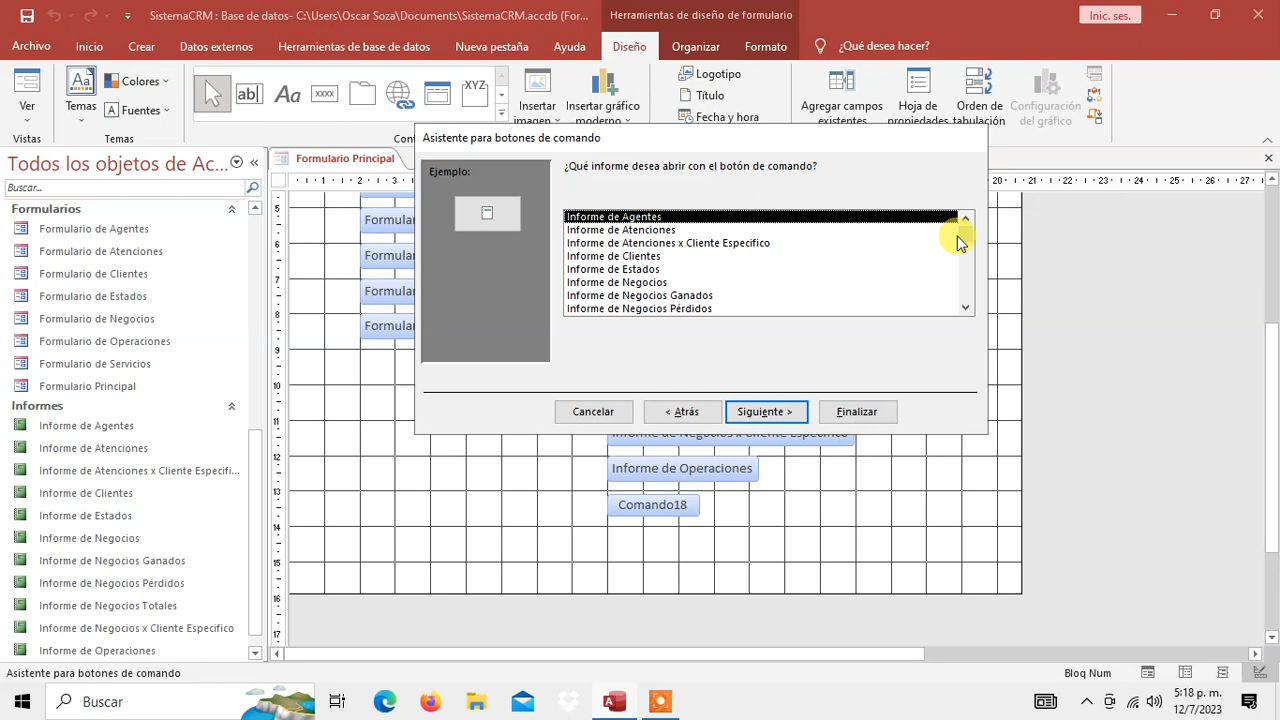 SistemaCRM : Base de datos- C:\Users\Oscar Soza\Documents\SistemaCRM.accdb (For...
Herramientas de diseño de formulario
Inic. ses.
Archivo
Inicio
Crear
Datos externos
Herramientas de base de datos
Nueva pestaña
Ayuda
Diseño
Organizar
Formato
¿Qué desea hacer?
Ver
Vistas
Aa
Temas
Colores
Fuentes
Temas
ab|
Aa
xxxx
XYZ
Insertar imagen
Insertar gráfico moderno
Logotipo
Título
Fecha y hora
Agregar campos existentes
Hoja de propiedades
Orden de tabulación
Configuración del gráfico
Todos los objetos de Ac...
Buscar...
Formularios
Formulario de Agentes
Formulario de Atenciones
Formulario de Clientes
Formulario de Estados
Formulario de Negocios
Formulario de Operaciones
Formulario de Servicios
Formulario Principal
Informes
Informe de Agentes
Informe de Atenciones
Informe de Atenciones x Cliente Especifi...
Informe de Clientes
Informe de Estados
Informe de Negocios
Informe de Negocios Ganados
Informe de Negocios Pérdidos
Informe de Negocios Totales
Informe de Negocios x Cliente Especifico
Informe de Operaciones
Formulario Principal
Asistente para botones de comando
Ejemplo:
¿Qué informe desea abrir con el botón de comando?
Informe de Agentes
Informe de Atenciones
Informe de Atenciones x Cliente Especifico
Informe de Clientes
Informe de Estados
Informe de Negocios
Informe de Negocios Ganados
Informe de Negocios Pérdidos
Cancelar
< Atrás
Siguiente >
Finalizar
Informe de Negocios x Cliente Especifico
Informe de Operaciones
Comando18
Asistente para botones de comando
Bloq Num
Buscar
5:18 p. m.
12/7/2023